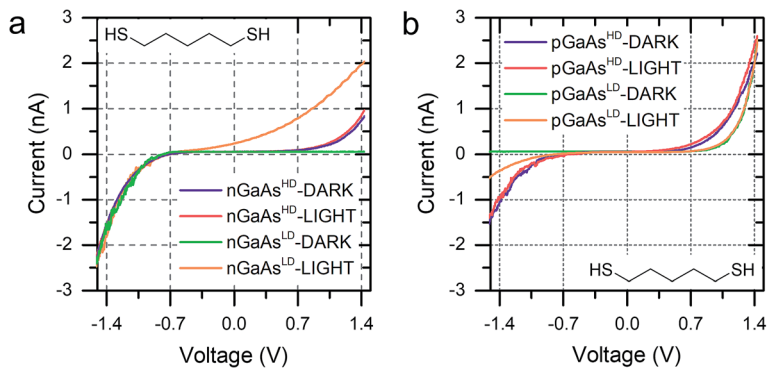 a
HS
SH
3
2
1
0
-1
-2
-3
Current (nA)
nGaAsᴴᴰ-DARK
nGaAsᴴᴰ-LIGHT
nGaAsᴸᴰ-DARK
nGaAsᴸᴰ-LIGHT
-1.4 -0.7 0.0 0.7 1.4
Voltage (V)
b
3
2
1
0
-1
-2
-3
Current (nA)
pGaAsᴴᴰ-DARK
pGaAsᴴᴰ-LIGHT
pGaAsᴸᴰ-DARK
pGaAsᴸᴰ-LIGHT
HS
SH
-1.4 -0.7 0.0 0.7 1.4
Voltage (V)